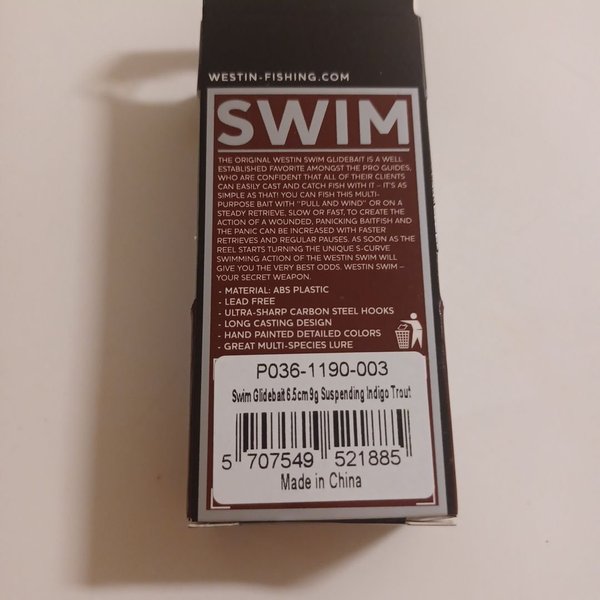 WESTIN-FISHING.COM
SWIM
THE ORIGINAL WESTIN SWIM GLIDEBAIT IS A WELL
ESTABLISHED FAVORITE AMONGST THE PRO GUIDES,
WHO ARE CONFIDENT THAT ALL OF THEIR CLIENTS
CAN EASILY CAST AND CATCH FISH WITH IT – IT'S AS
SIMPLE AS THAT! YOU CAN FISH THIS MULTI-
PURPOSE BAIT WITH "PULL AND WIND" OR ON A
STEADY RETRIEVE, SLOW OR FAST, TO CREATE THE
ACTION OF A WOUNDED, PANICKING BAITFISH AND
THE PANIC CAN BE INCREASED WITH FASTER
RETRIEVES AND REGULAR PAUSES. AS SOON AS THE
REEL STARTS TURNING THE UNIQUE S-CURVE
SWIMMING ACTION OF THE WESTIN SWIM WILL
GIVE YOU THE VERY BEST ODDS. WESTIN SWIM –
YOUR SECRET WEAPON.
- MATERIAL: ABS PLASTIC
- LEAD FREE
- ULTRA-SHARP CARBON STEEL HOOKS
- LONG CASTING DESIGN
- HAND PAINTED DETAILED COLORS
- GREAT MULTI-SPECIES LURE
P036-1190-003
Swim Glidebait 6.5cm 9g Suspending Indigo Trout
5 707549 521885
Made in China